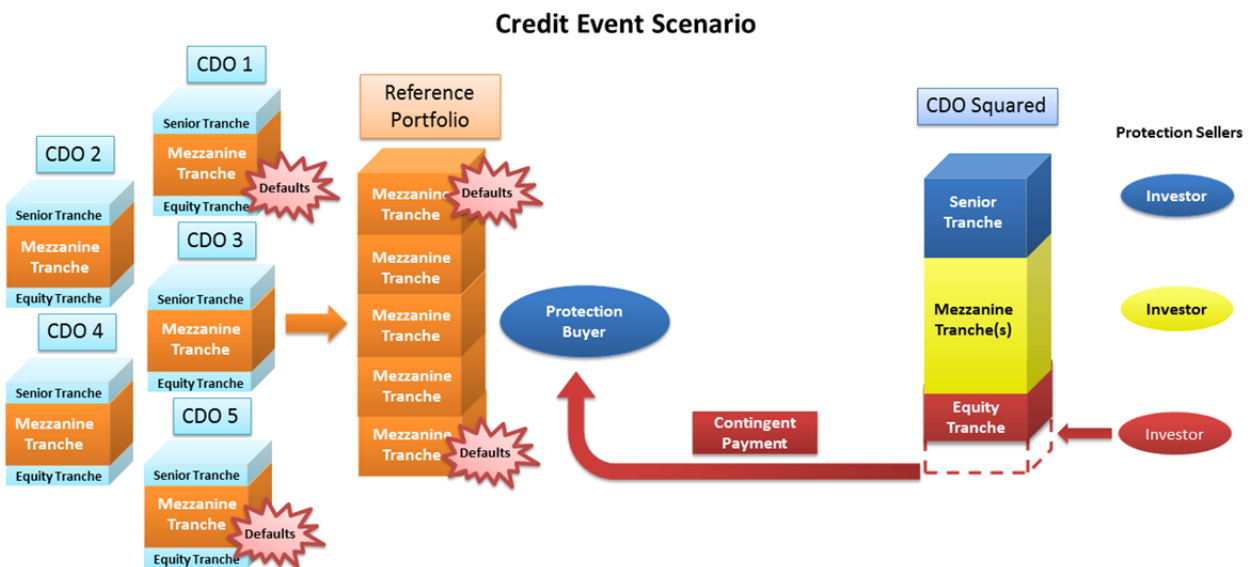 Credit Event Scenario
CDO 1
Senior Tranche
Mezzanine
Tranche
Defaults
Equity Tranche
CDO 2
Senior Tranche
Mezzanine
Tranche
Equity Tranche
CDO 3
Senior Tranche
Mezzanine
Tranche
Equity Tranche
CDO 4
Senior Tranche
Mezzanine
Tranche
Equity Tranche
CDO 5
Senior Tranche
Mezzanine
Tranche
Defaults
Equity Tranche
Reference
Portfolio
Mezzanine
Tranche
Defaults
Mezzanine
Tranche
Mezzanine
Tranche
Mezzanine
Tranche
Mezzanine
Tranche
Defaults
Protection
Buyer
Contingent
Payment
CDO Squared
Senior
Tranche
Mezzanine
Tranche(s)
Equity
Tranche
Protection Sellers
Investor
Investor
Investor